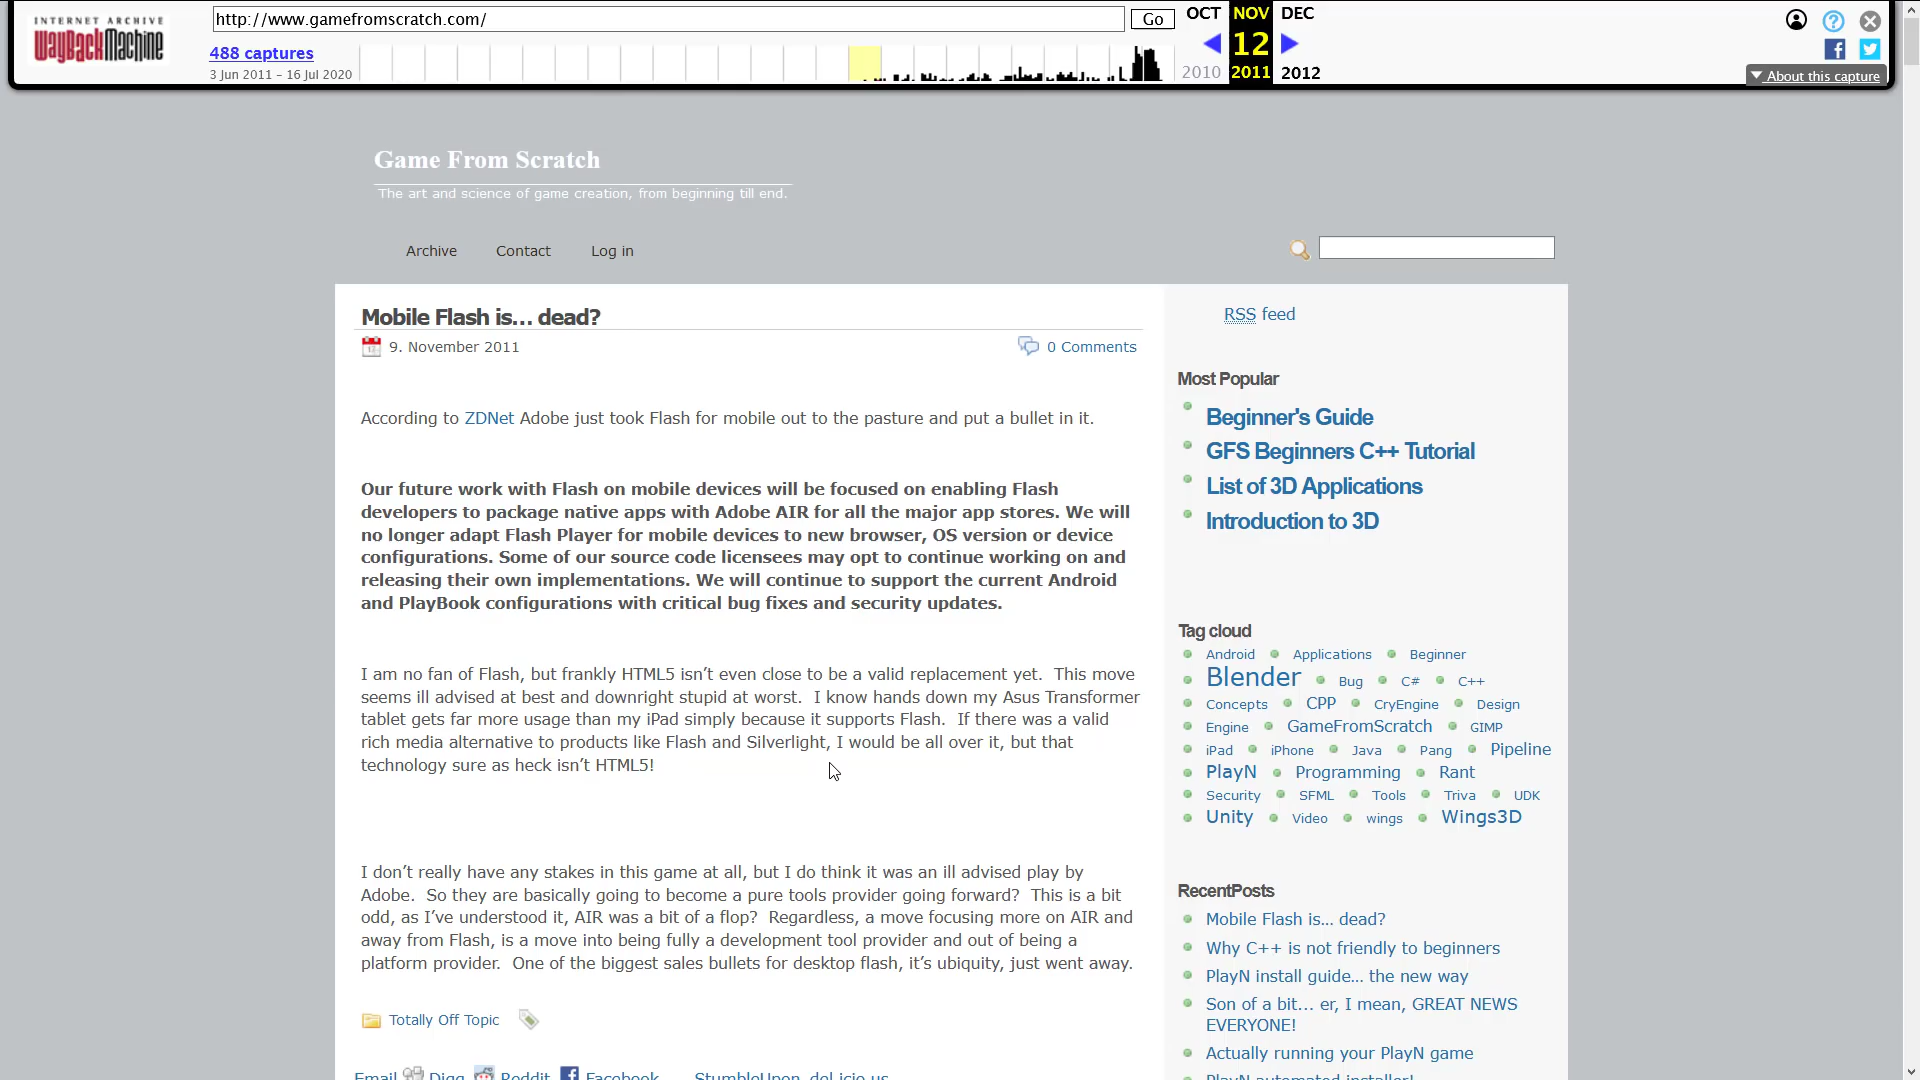 INTERNET ARCHIVE
WayBackMachine
http://www.gamefromscratch.com/
Go
OCT NOV DEC
488 captures
12
3 Jun 2011 – 16 Jul 2020
2010 2011 2012
?
About this capture
Game From Scratch
The art and science of game creation, from beginning till end.
Archive Contact Log in
Mobile Flash is... dead?
9. November 2011
0 Comments
According to ZDNet Adobe just took Flash for mobile out to the pasture and put a bullet in it.
Our future work with Flash on mobile devices will be focused on enabling Flash
developers to package native apps with Adobe AIR for all the major app stores. We will
no longer adapt Flash Player for mobile devices to new browser, OS version or device
configurations. Some of our source code licensees may opt to continue working on and
releasing their own implementations. We will continue to support the current Android
and PlayBook configurations with critical bug fixes and security updates.
I am no fan of Flash, but frankly HTML5 isn't even close to be a valid replacement yet.  This move
seems ill advised at best and downright stupid at worst.  I know hands down my Asus Transformer
tablet gets far more usage than my iPad simply because it supports Flash.  If there was a valid
rich media alternative to products like Flash and Silverlight, I would be all over it, but that
technology sure as heck isn't HTML5!
I don't really have any stakes in this game at all, but I do think it was an ill advised play by
Adobe.  So they are basically going to become a pure tools provider going forward?  This is a bit
odd, as I've understood it, AIR was a bit of a flop?  Regardless, a move focusing more on AIR and
away from Flash, is a move into being fully a development tool provider and out of being a
platform provider.  One of the biggest sales bullets for desktop flash, it's ubiquity, just went away.
Totally Off Topic
Email Digg Reddit Facebook StumbleUpon del.icio.us
RSS feed
Most Popular
Beginner's Guide
GFS Beginners C++ Tutorial
List of 3D Applications
Introduction to 3D
Tag cloud
Android Applications Beginner
Blender Bug C# C++
Concepts CPP CryEngine Design
Engine GameFromScratch GIMP
iPad iPhone Java Pang Pipeline
PlayN Programming Rant
Security SFML Tools Triva UDK
Unity Video wings Wings3D
RecentPosts
Mobile Flash is... dead?
Why C++ is not friendly to beginners
PlayN install guide... the new way
Son of a bit... er, I mean, GREAT NEWS
EVERYONE!
Actually running your PlayN game
PlayN automated installer!